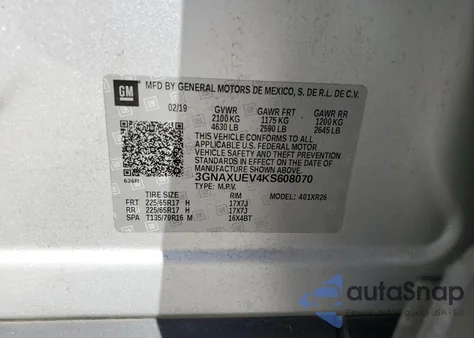 GM
MFD BY GENERAL MOTORS DE MEXICO, S. DE R.L. DE C.V.
02/19 GVWR GAWR FRT GAWR RR
2100 KG 1175 KG 1200 KG
4630 LB 2590 LB 2645 LB
THIS VEHICLE CONFORMS TO ALL APPLICABLE
U.S. FEDERAL MOTOR VEHICLE SAFETY
AND THEFT PREVENTION STANDARDS IN EFFECT ON
THE DATE OF MANUFACTURE SHOWN ABOVE.
3GNAXUEV4KS608070
TYPE: M.P.V. MODEL: 401XR26
TIRE SIZE RIM
FRT 225/65R17 H 17X7J
RR 225/65R17 H 17X7J
SPA T135/70R16 M 16X4BT
autoSnap